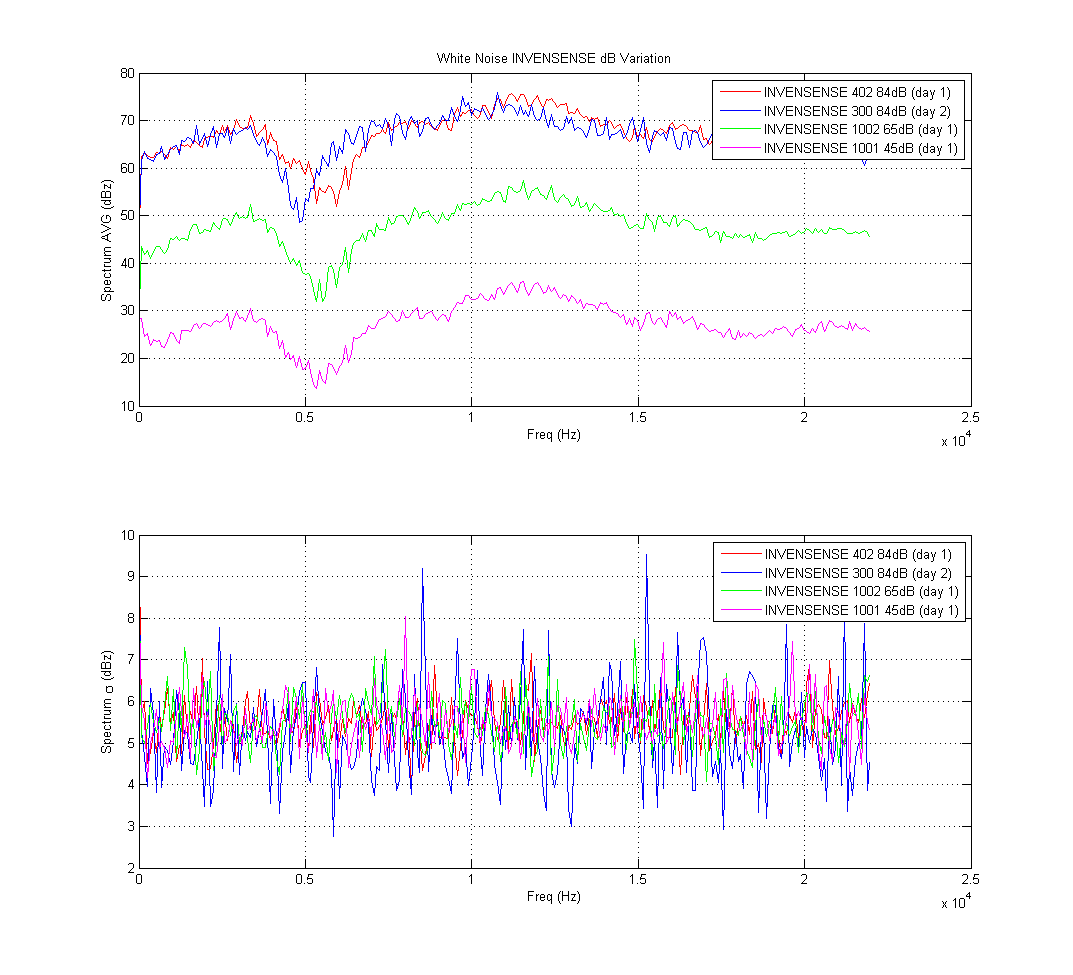 White Noise INVENSENSE dB Variation
80
70
60
50
40
30
20
10
Spectrum AVG (dBz)
INVENSENSE 402 84dB (day 1)
INVENSENSE 300 84dB (day 2)
INVENSENSE 1002 65dB (day 1)
INVENSENSE 1001 45dB (day 1)
0 0.5 1 1.5 2 2.5
Freq (Hz)
x 10^4
10
9
8
7
6
5
4
3
2
Spectrum σ (dBz)
INVENSENSE 402 84dB (day 1)
INVENSENSE 300 84dB (day 2)
INVENSENSE 1002 65dB (day 1)
INVENSENSE 1001 45dB (day 1)
0 0.5 1 1.5 2 2.5
Freq (Hz)
x 10^4